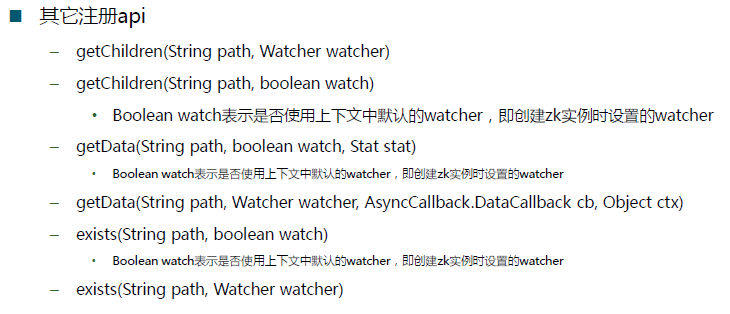 ■ 其它注册api
– getChildren(String path, Watcher watcher)
– getChildren(String path, boolean watch)
• Boolean watch表示是否使用上下文中默认的watcher，即创建zk实例时设置的watcher
– getData(String path, boolean watch, Stat stat)
• Boolean watch表示是否使用上下文中默认的watcher，即创建zk实例时设置的watcher
– getData(String path, Watcher watcher, AsyncCallback.DataCallback cb, Object ctx)
– exists(String path, boolean watch)
• Boolean watch表示是否使用上下文中默认的watcher，即创建zk实例时设置的watcher
– exists(String path, Watcher watcher)